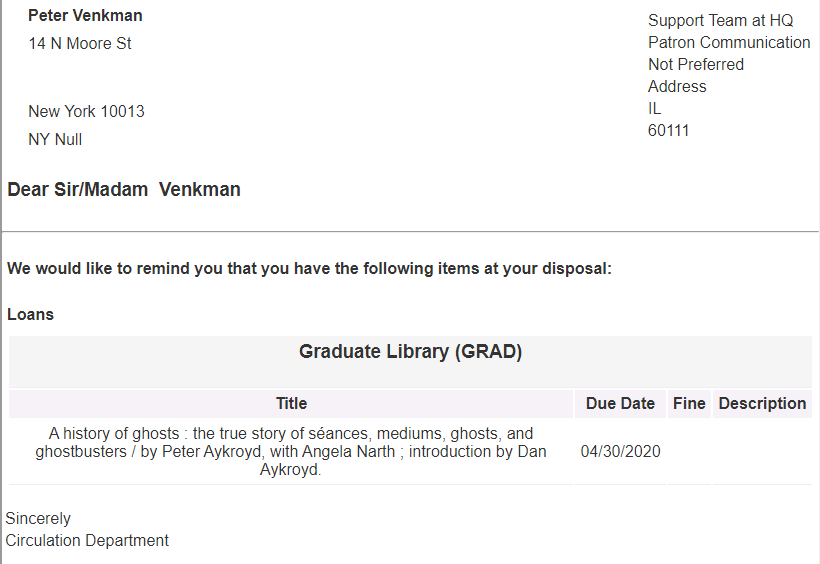 Peter Venkman
14 N Moore St
New York 10013
NY Null
Support Team at HQ
Patron Communication
Not Preferred
Address
IL
60111
Dear Sir/Madam  Venkman
We would like to remind you that you have the following items at your disposal:
Loans
Graduate Library (GRAD)
Title Due Date Fine Description
A history of ghosts : the true story of séances, mediums, ghosts, and
ghostbusters / by Peter Aykroyd, with Angela Narth ; introduction by Dan
Aykroyd.
04/30/2020
Sincerely
Circulation Department